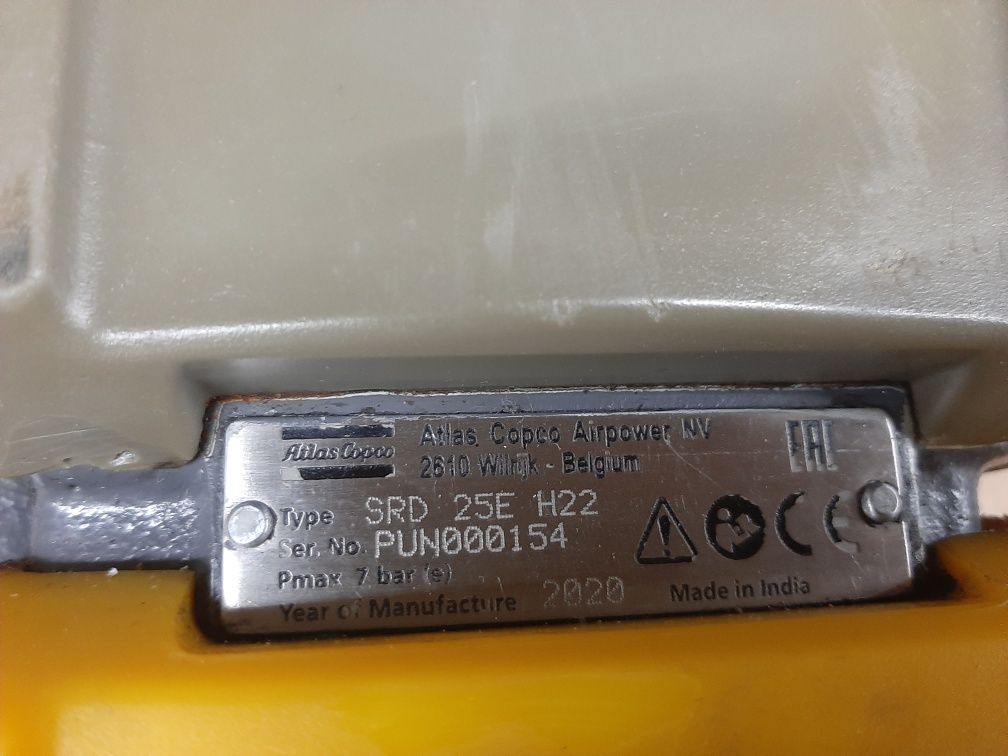 Atlas Copco
Atlas Copco Airpower NV
2610 Wilrijk - Belgium
EAC
Type SRD 25E H22
Ser. No. PUN000154
CE
Pmax 7 bar (e)
Year of Manufacture 2020
Made in India